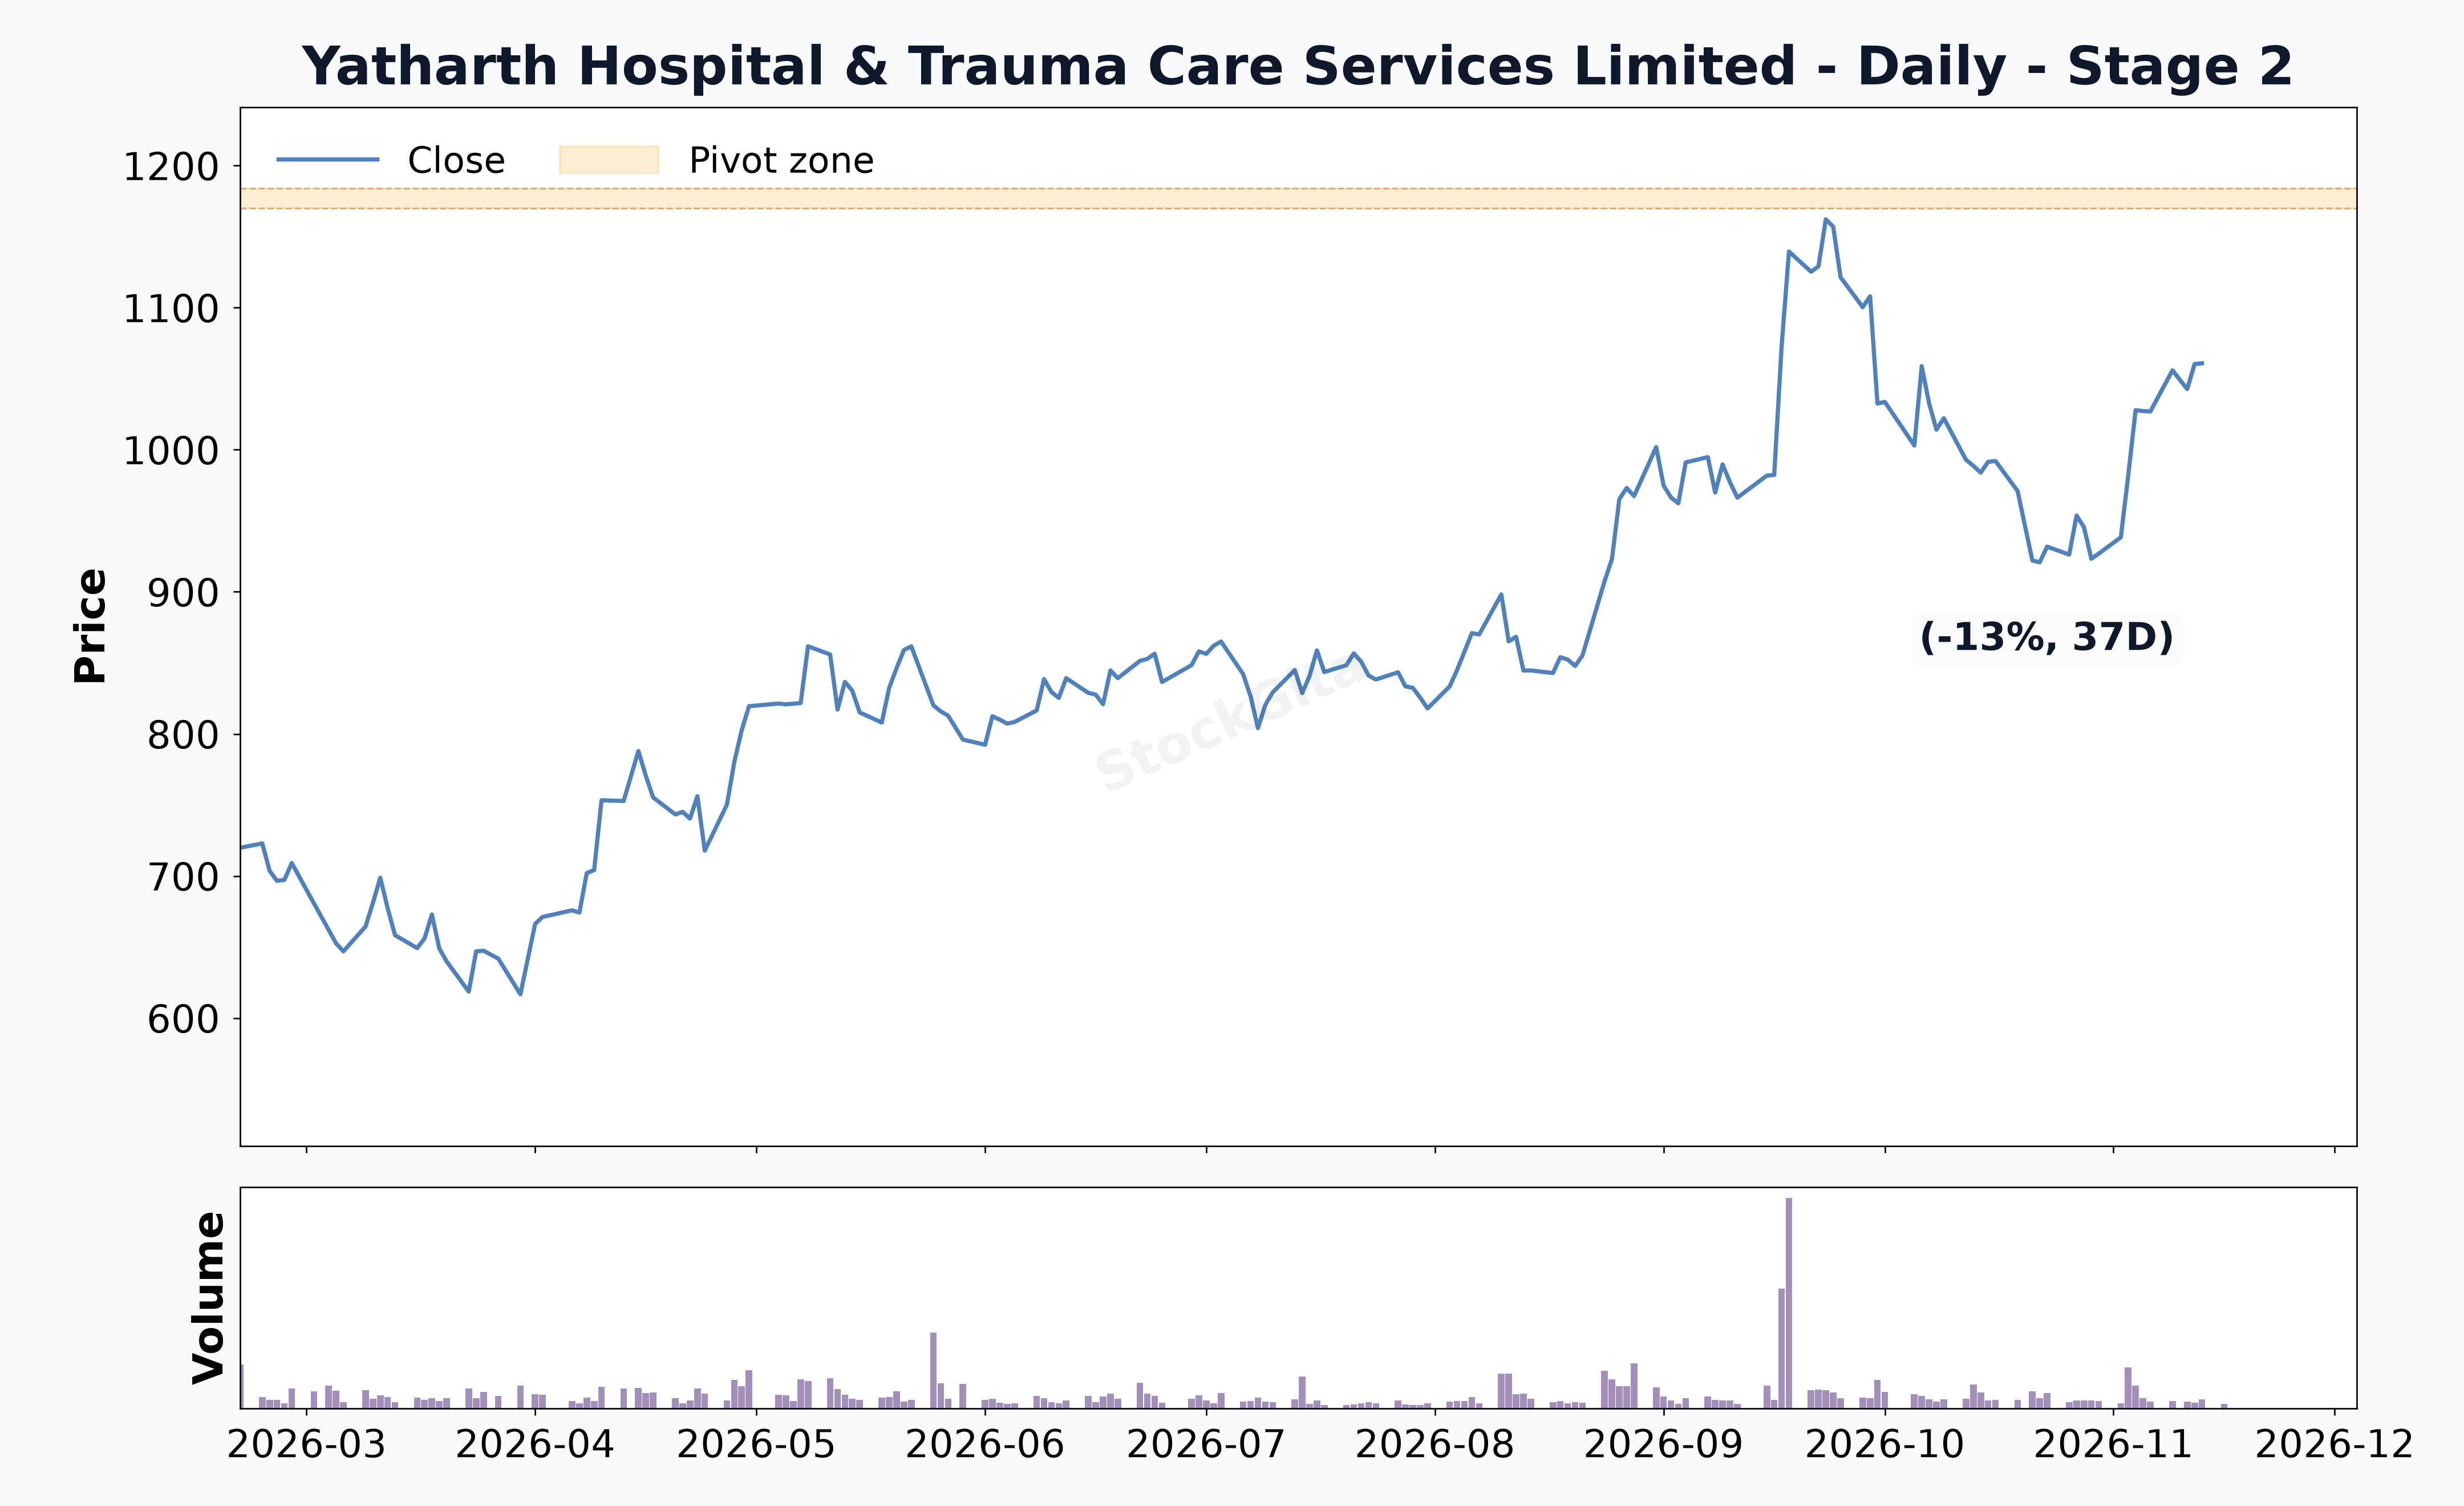 Yatharth Hospital & Trauma Care Services Limited - Daily - Stage 2
Close
Pivot zone
1200
1100
1000
900
800
700
600
Price
(-13%, 37D)
StockGita
Volume
2026-03
2026-04
2026-05
2026-06
2026-07
2026-08
2026-09
2026-10
2026-11
2026-12